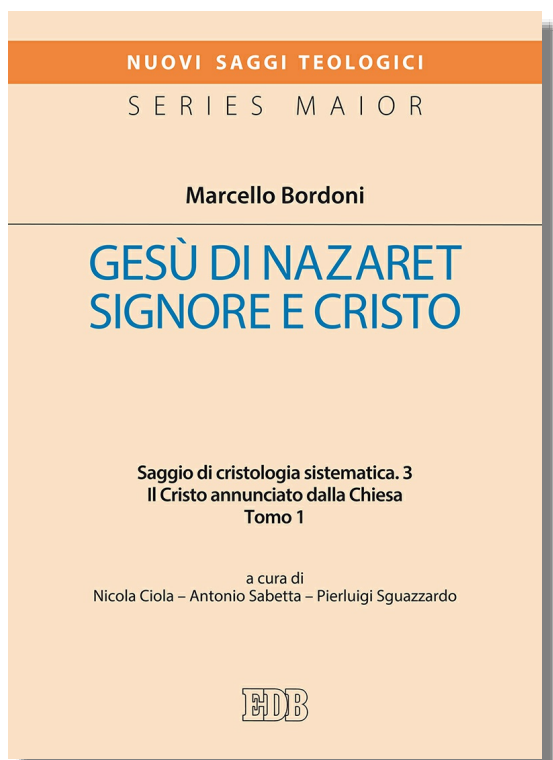 NUOVI SAGGI TEOLOGICI
SERIES MAIOR
Marcello Bordoni
GESÙ DI NAZARET
SIGNORE E CRISTO
Saggio di cristologia sistematica. 3
Il Cristo annunciato dalla Chiesa
Tomo 1
a cura di
Nicola Ciola – Antonio Sabetta – Pierluigi Sguazzardo
EDB